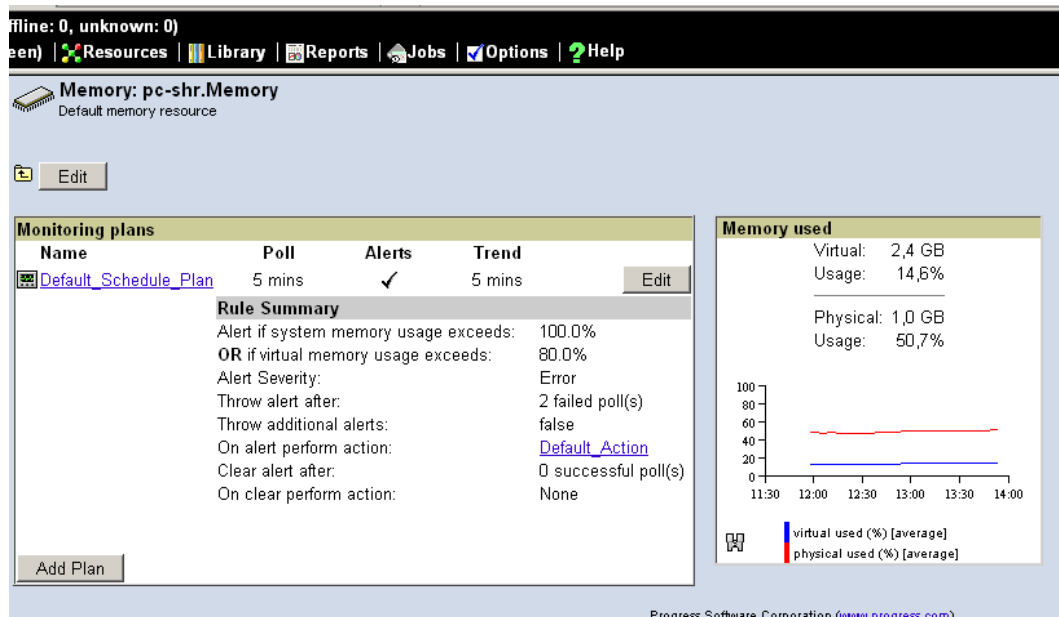 ffline: 0, unknown: 0)
een) | Resources | Library | Reports | Jobs | Options | Help
Memory: pc-shr.Memory
Default memory resource
Edit
Monitoring plans
Name Poll Alerts Trend
Default_Schedule_Plan 5 mins ✓ 5 mins Edit
Rule Summary
Alert if system memory usage exceeds: 100.0%
OR if virtual memory usage exceeds: 80.0%
Alert Severity: Error
Throw alert after: 2 failed poll(s)
Throw additional alerts: false
On alert perform action: Default_Action
Clear alert after: 0 successful poll(s)
On clear perform action: None
Add Plan
Memory used
Virtual: 2,4 GB
Usage: 14,6%
Physical: 1,0 GB
Usage: 50,7%
100
80
60
40
20
0
11:30 12:00 12:30 13:00 13:30 14:00
virtual used (%) [average]
physical used (%) [average]
Progress Software Corporation (www.progress.com)